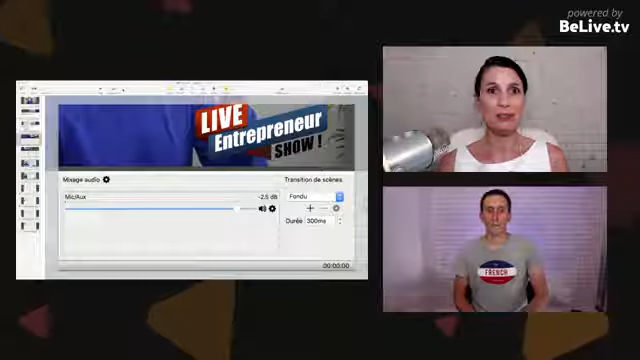 powered by
BeLive.tv
LIVE
Entrepreneur
SHOW !
Mixage audio
Transition de scènes
Mic/Aux
-2.5 dB
Fondu
Durée
300ms
00:00:00
FRENCH